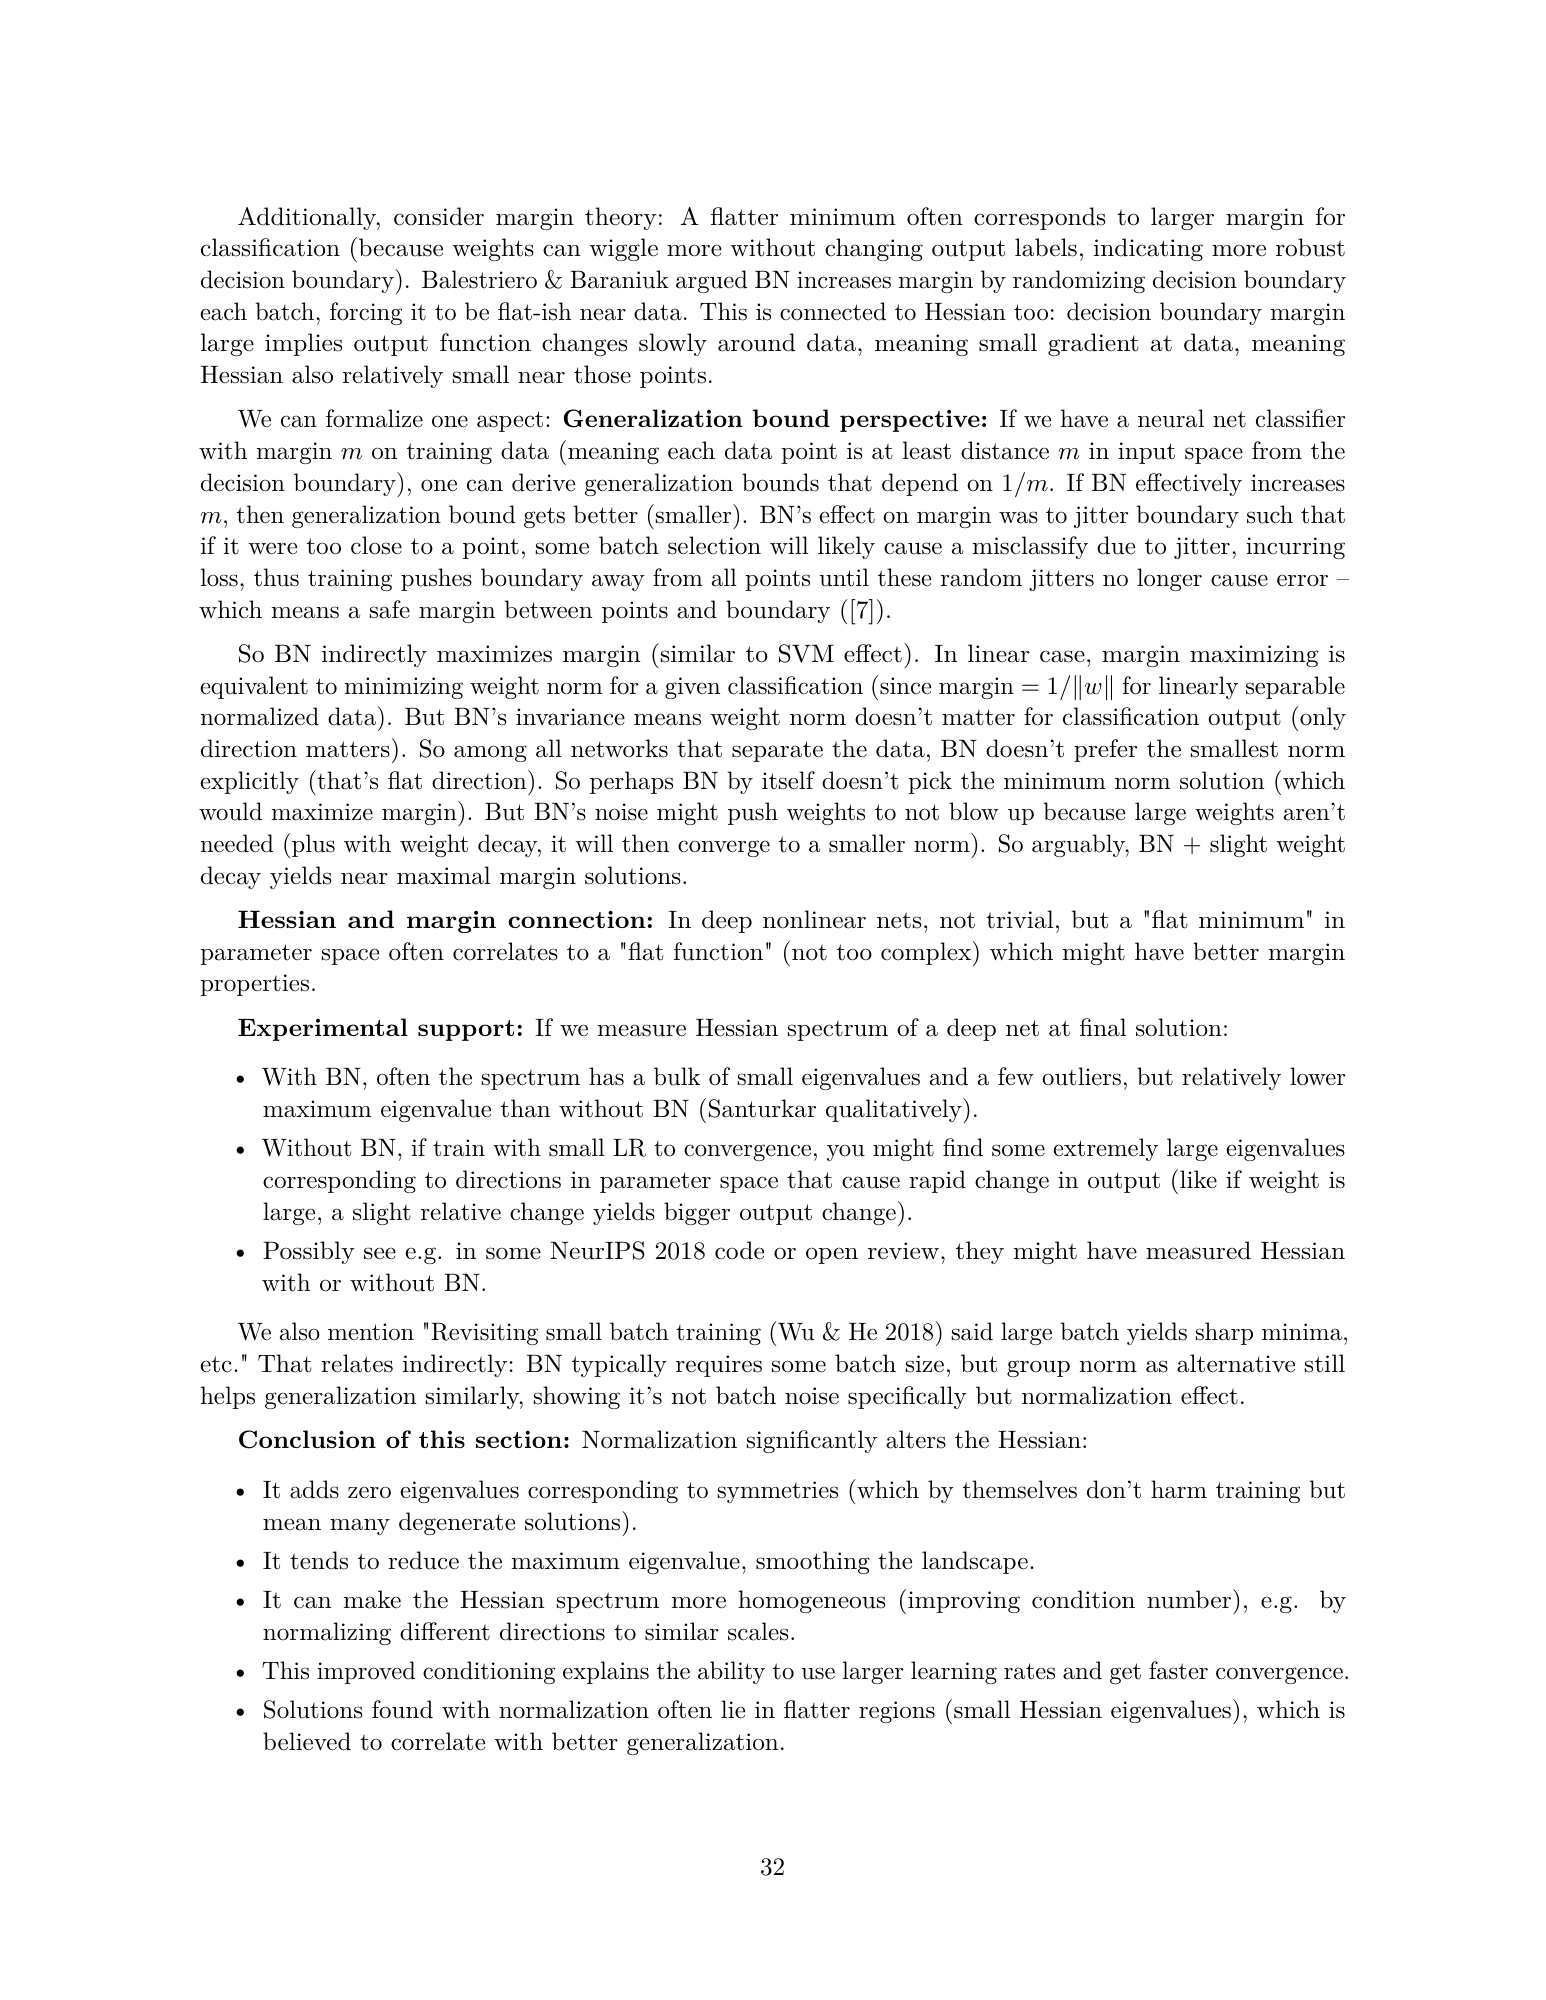 Additionally, consider margin theory: A flatter minimum often corresponds to larger margin for
classification (because weights can wiggle more without changing output labels, indicating more robust
decision boundary). Balestriero & Baraniuk argued BN increases margin by randomizing decision boundary
each batch, forcing it to be flat-ish near data. This is connected to Hessian too: decision boundary margin
large implies output function changes slowly around data, meaning small gradient at data, meaning
Hessian also relatively small near those points.
We can formalize one aspect: Generalization bound perspective: If we have a neural net classifier
with margin m on training data (meaning each data point is at least distance m in input space from the
decision boundary), one can derive generalization bounds that depend on 1/m. If BN effectively increases
m, then generalization bound gets better (smaller). BN's effect on margin was to jitter boundary such that
if it were too close to a point, some batch selection will likely cause a misclassify due to jitter, incurring
loss, thus training pushes boundary away from all points until these random jitters no longer cause error –
which means a safe margin between points and boundary ([7]).
So BN indirectly maximizes margin (similar to SVM effect). In linear case, margin maximizing is
equivalent to minimizing weight norm for a given classification (since margin = 1/‖w‖ for linearly separable
normalized data). But BN's invariance means weight norm doesn't matter for classification output (only
direction matters). So among all networks that separate the data, BN doesn't prefer the smallest norm
explicitly (that's flat direction). So perhaps BN by itself doesn't pick the minimum norm solution (which
would maximize margin). But BN's noise might push weights to not blow up because large weights aren't
needed (plus with weight decay, it will then converge to a smaller norm). So arguably, BN + slight weight
decay yields near maximal margin solutions.
Hessian and margin connection: In deep nonlinear nets, not trivial, but a "flat minimum" in
parameter space often correlates to a "flat function" (not too complex) which might have better margin
properties.
Experimental support: If we measure Hessian spectrum of a deep net at final solution:
• With BN, often the spectrum has a bulk of small eigenvalues and a few outliers, but relatively lower
maximum eigenvalue than without BN (Santurkar qualitatively).
• Without BN, if train with small LR to convergence, you might find some extremely large eigenvalues
corresponding to directions in parameter space that cause rapid change in output (like if weight is
large, a slight relative change yields bigger output change).
• Possibly see e.g. in some NeurIPS 2018 code or open review, they might have measured Hessian
with or without BN.
We also mention "Revisiting small batch training (Wu & He 2018) said large batch yields sharp minima,
etc." That relates indirectly: BN typically requires some batch size, but group norm as alternative still
helps generalization similarly, showing it's not batch noise specifically but normalization effect.
Conclusion of this section: Normalization significantly alters the Hessian:
• It adds zero eigenvalues corresponding to symmetries (which by themselves don't harm training but
mean many degenerate solutions).
• It tends to reduce the maximum eigenvalue, smoothing the landscape.
• It can make the Hessian spectrum more homogeneous (improving condition number), e.g. by
normalizing different directions to similar scales.
• This improved conditioning explains the ability to use larger learning rates and get faster convergence.
• Solutions found with normalization often lie in flatter regions (small Hessian eigenvalues), which is
believed to correlate with better generalization.
32